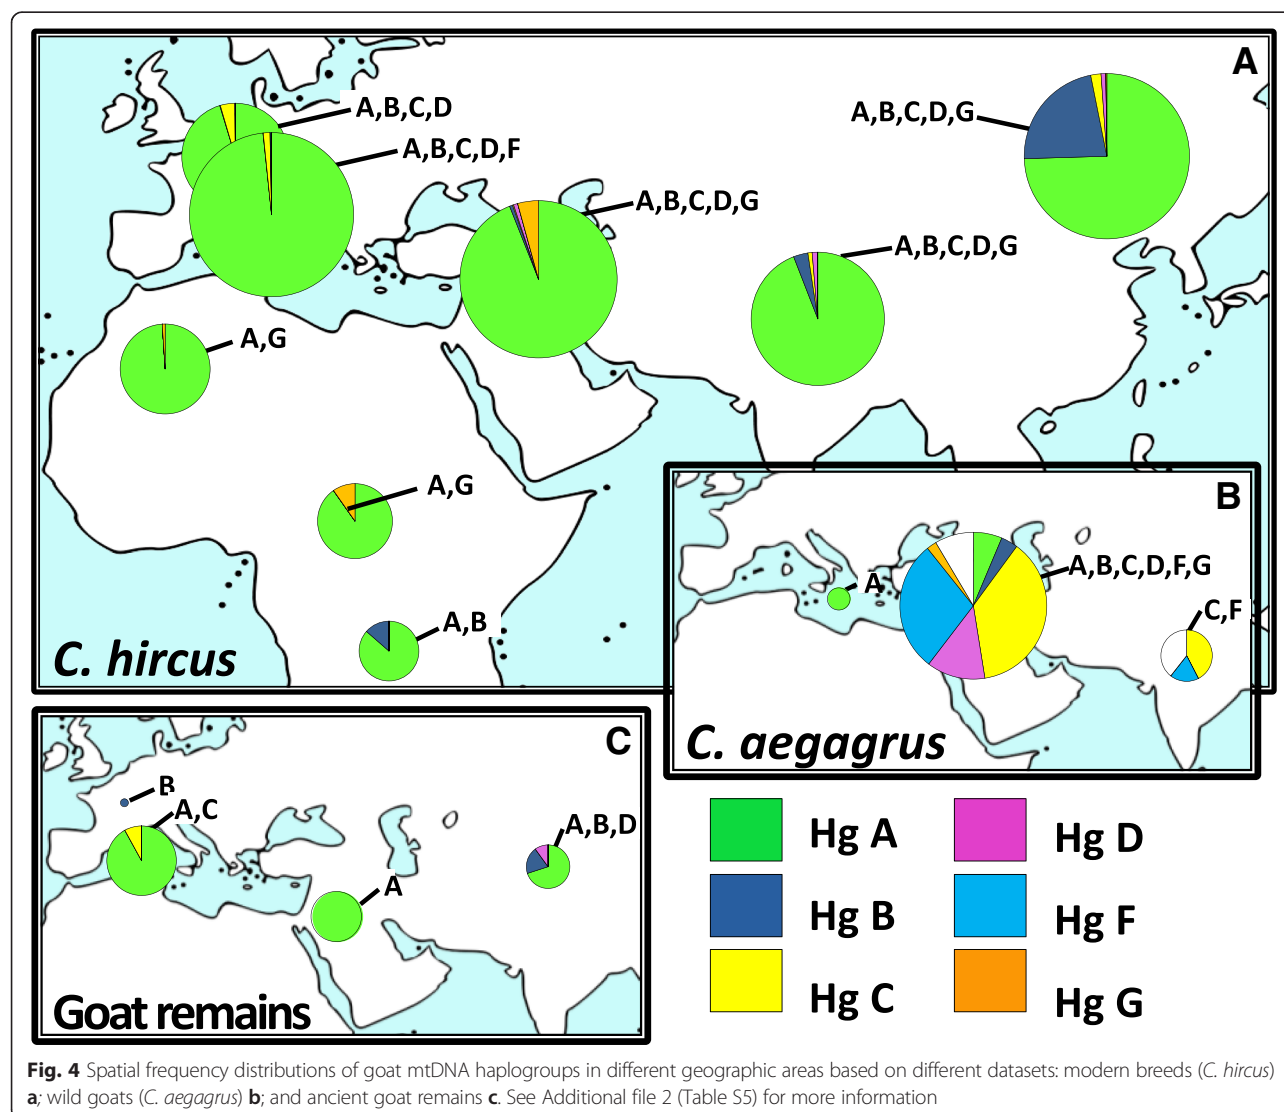 A
A,B,C,D
A,B,C,D,F
A,B,C,D,G
A,B,C,D,G
A,B,C,D,G
A,G
A,G
A,B
C. hircus
B
A
A,B,C,D,F,G
C,F
C. aegagrus
C
B
A,C
A,B,D
A
Goat remains
Hg A
Hg D
Hg B
Hg F
Hg C
Hg G
Fig. 4 Spatial frequency distributions of goat mtDNA haplogroups in different geographic areas based on different datasets: modern breeds (C. hircus)
a; wild goats (C. aegagrus) b; and ancient goat remains c. See Additional file 2 (Table S5) for more information